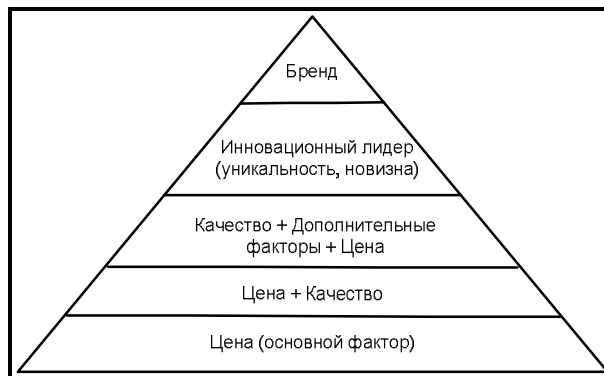 Бренд
Инновационный лидер
(уникальность, новизна)
Качество + Дополнительные
факторы + Цена
Цена + Качество
Цена (основной фактор)